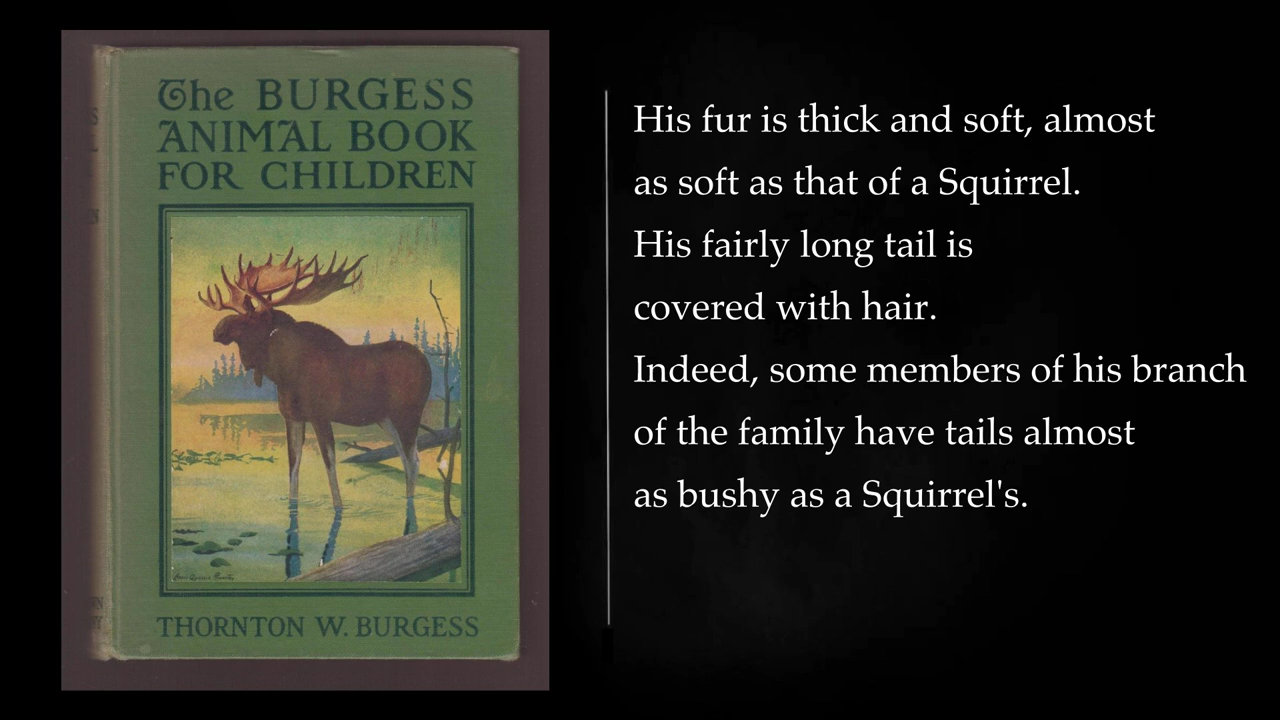 The BURGESS
ANIMAL BOOK
FOR CHILDREN
THORNTON W. BURGESS
His fur is thick and soft, almost
as soft as that of a Squirrel.
His fairly long tail is
covered with hair.
Indeed, some members of his branch
of the family have tails almost
as bushy as a Squirrel's.